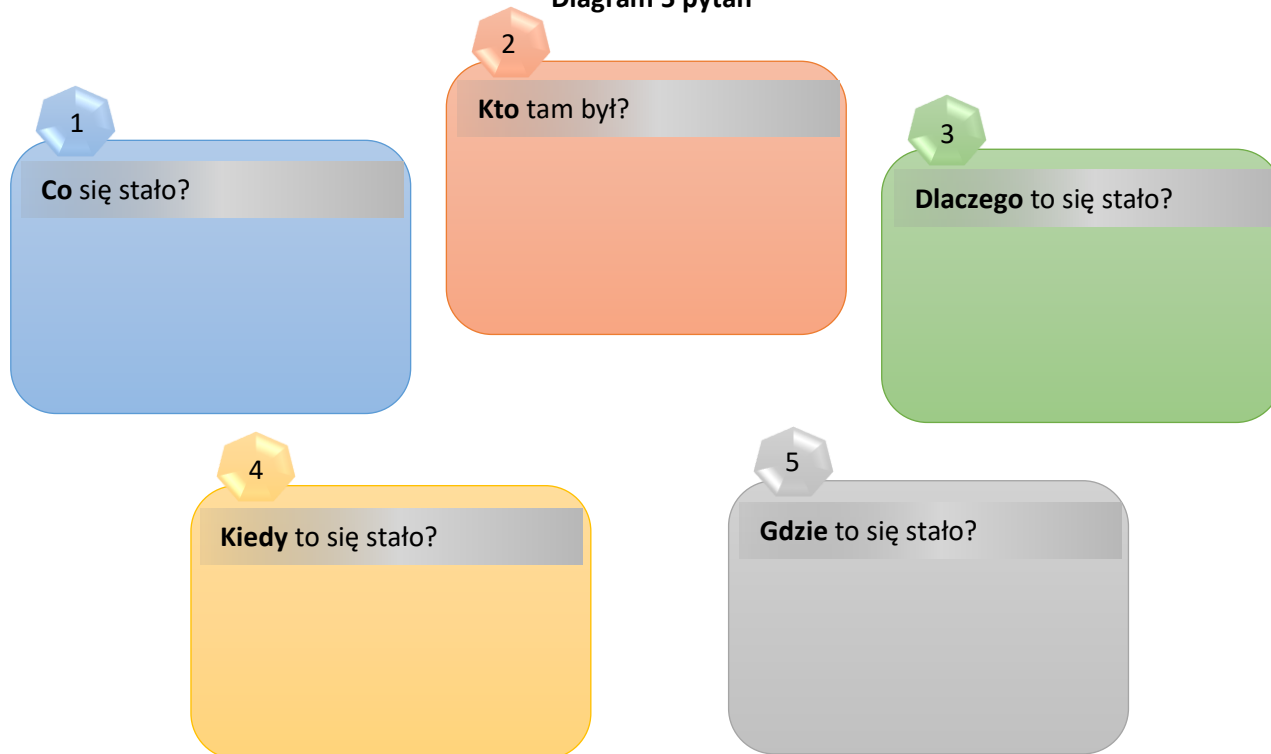 Diagram 5 pytań
1
Co się stało?
2
Kto tam był?
3
Dlaczego to się stało?
4
Kiedy to się stało?
5
Gdzie to się stało?